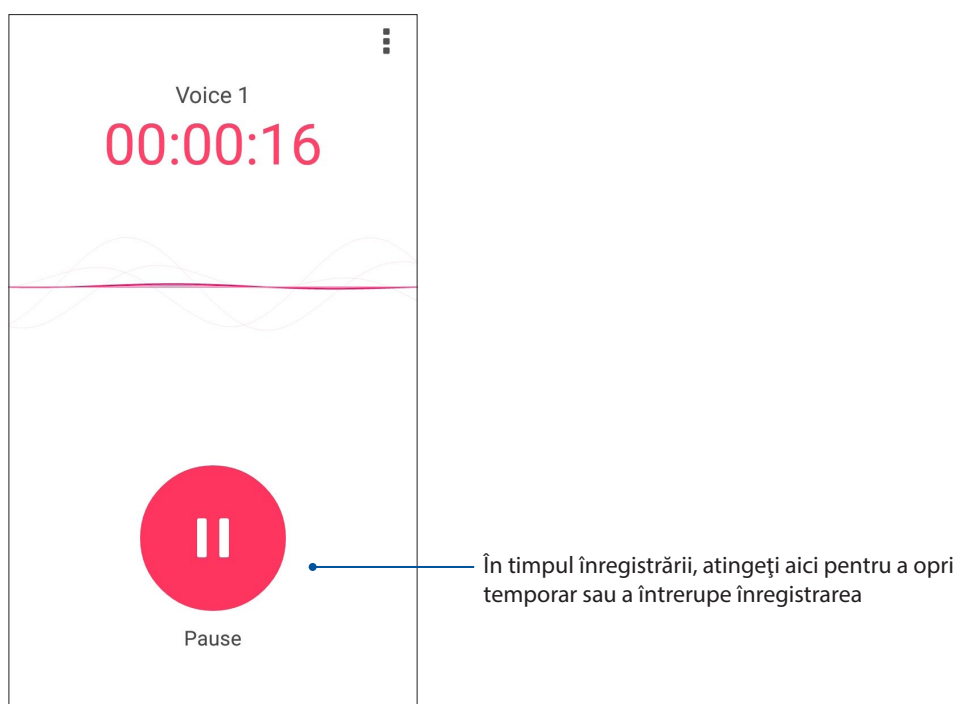 Voice 1
00:00:16
În timpul înregistrării, atingeţi aici pentru a opri
temporar sau a întrerupe înregistrarea
Pause